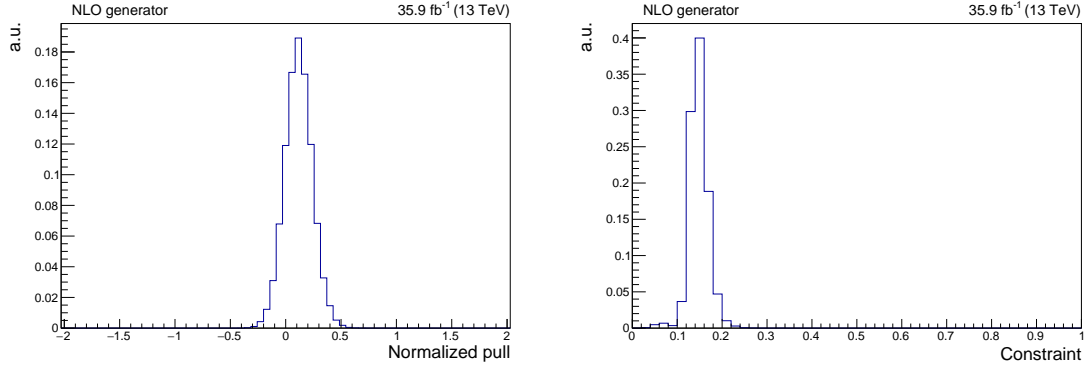 NLO generator 35.9 fb⁻¹ (13 TeV)
a.u.
0.18
0.16
0.14
0.12
0.1
0.08
0.06
0.04
0.02
0
−2 −1.5 −1 −0.5 0 0.5 1 1.5 2
Normalized pull
NLO generator 35.9 fb⁻¹ (13 TeV)
a.u.
0.4
0.35
0.3
0.25
0.2
0.15
0.1
0.05
0
0 0.1 0.2 0.3 0.4 0.5 0.6 0.7 0.8 0.9 1
Constraint